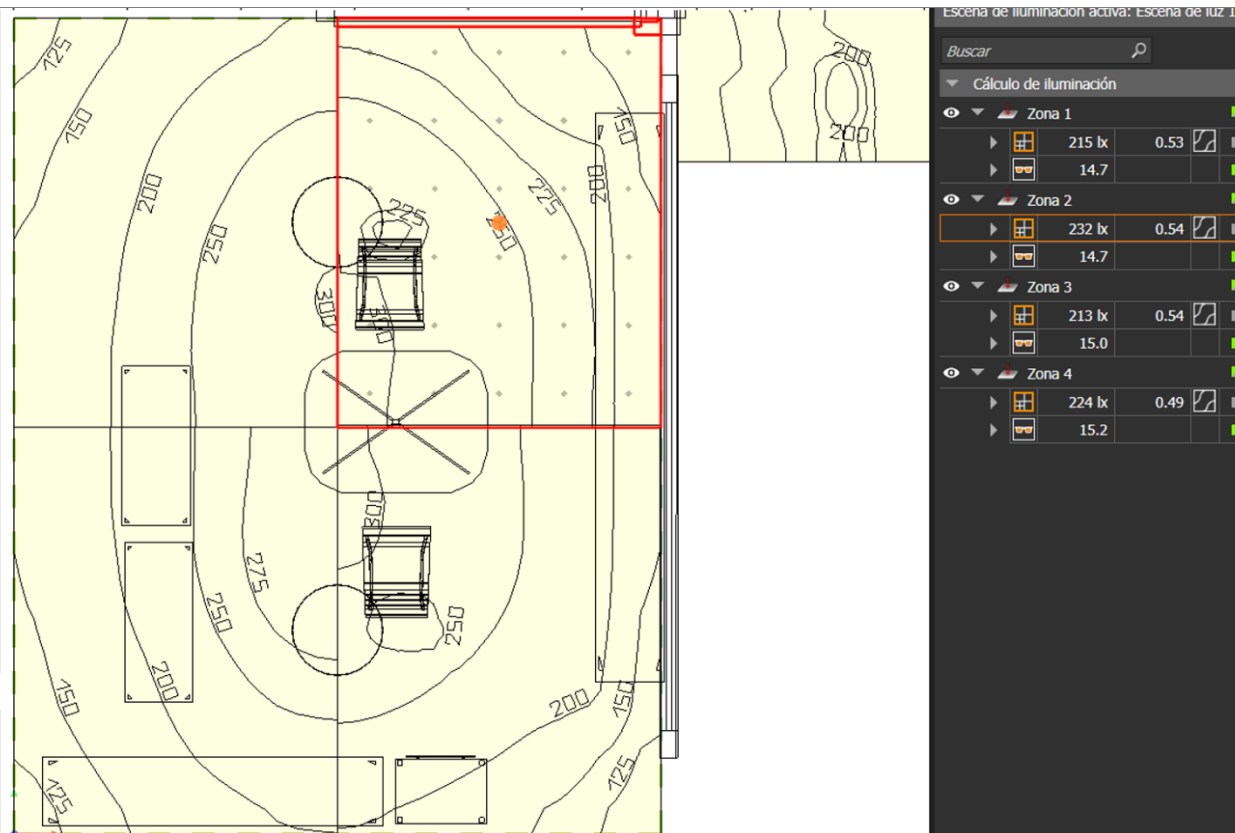 Escena de iluminación activa: Escena de luz 1
Buscar
Cálculo de iluminación
Zona 1
215 lx 0.53
14.7
Zona 2
232 lx 0.54
14.7
Zona 3
213 lx 0.54
15.0
Zona 4
224 lx 0.49
15.2
125
150
200
250
225
250
225
200
150
200
200
300
300
300
275
250
250
200
150
200
150
125
125